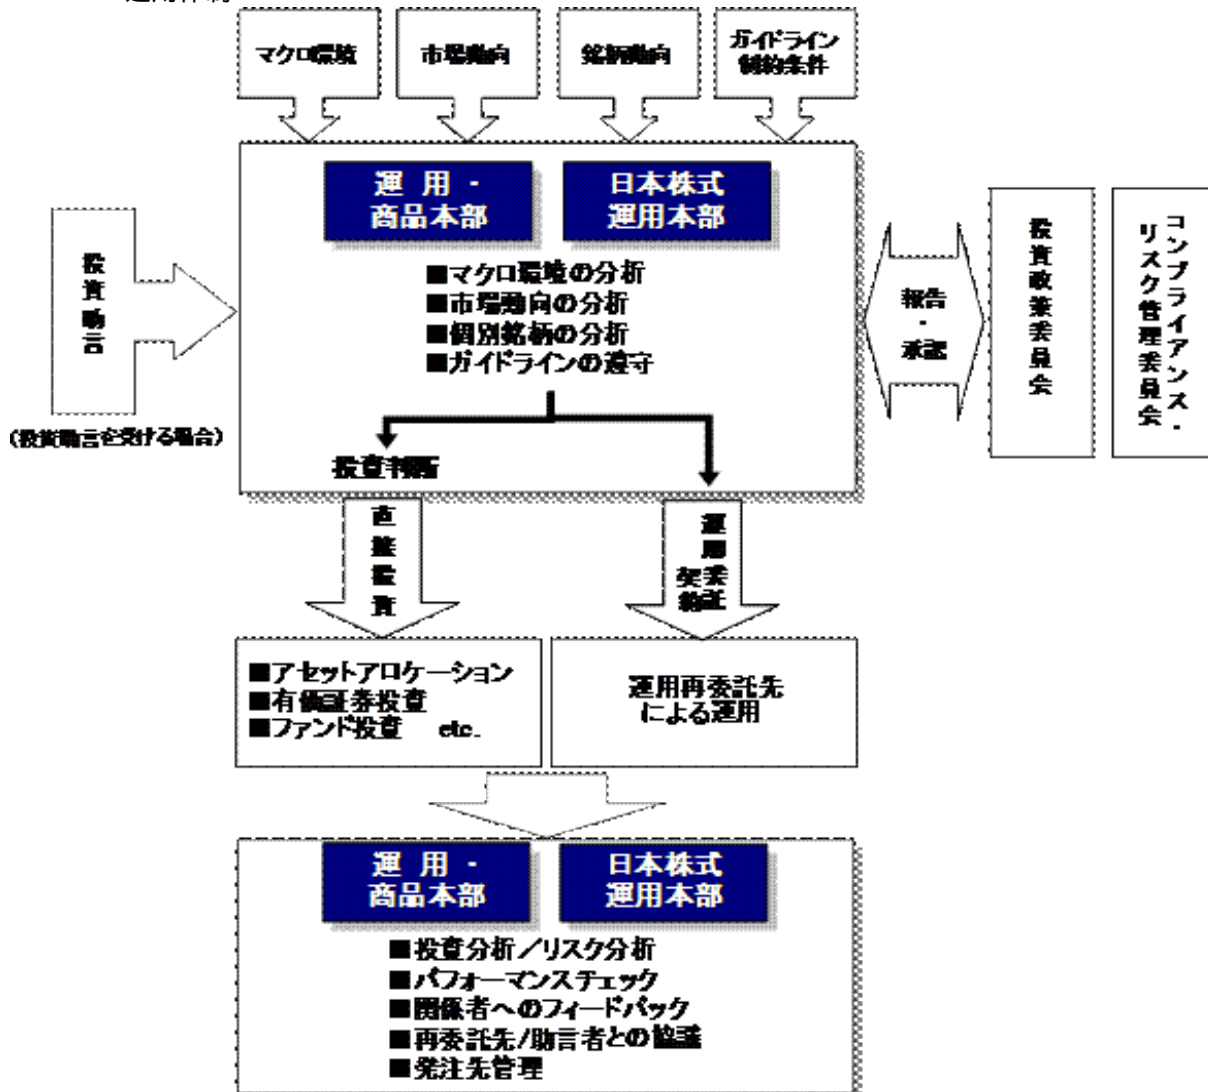 マクロ環境
市場動向
銘柄動向
ガイドライン
制約条件
運 用 ・
商品本部
日本株式
運用本部
■マクロ環境の分析
■市場動向の分析
■個別銘柄の分析
■ガイドラインの遵守
投資助言
(投資助言を受ける場合)
報告・承認
投資政策委員会
コンプライアンス・
リスク管理委員会
投資判断
直接投資
運用委託
契約
■アセットアロケーション
■有価証券投資
■ファンド投資 etc.
運用再委託先
による運用
運 用 ・
商品本部
日本株式
運用本部
■投資分析/リスク分析
■パフォーマンスチェック
■関係者へのフィードバック
■再委託先/助言者との協議
■発注先管理